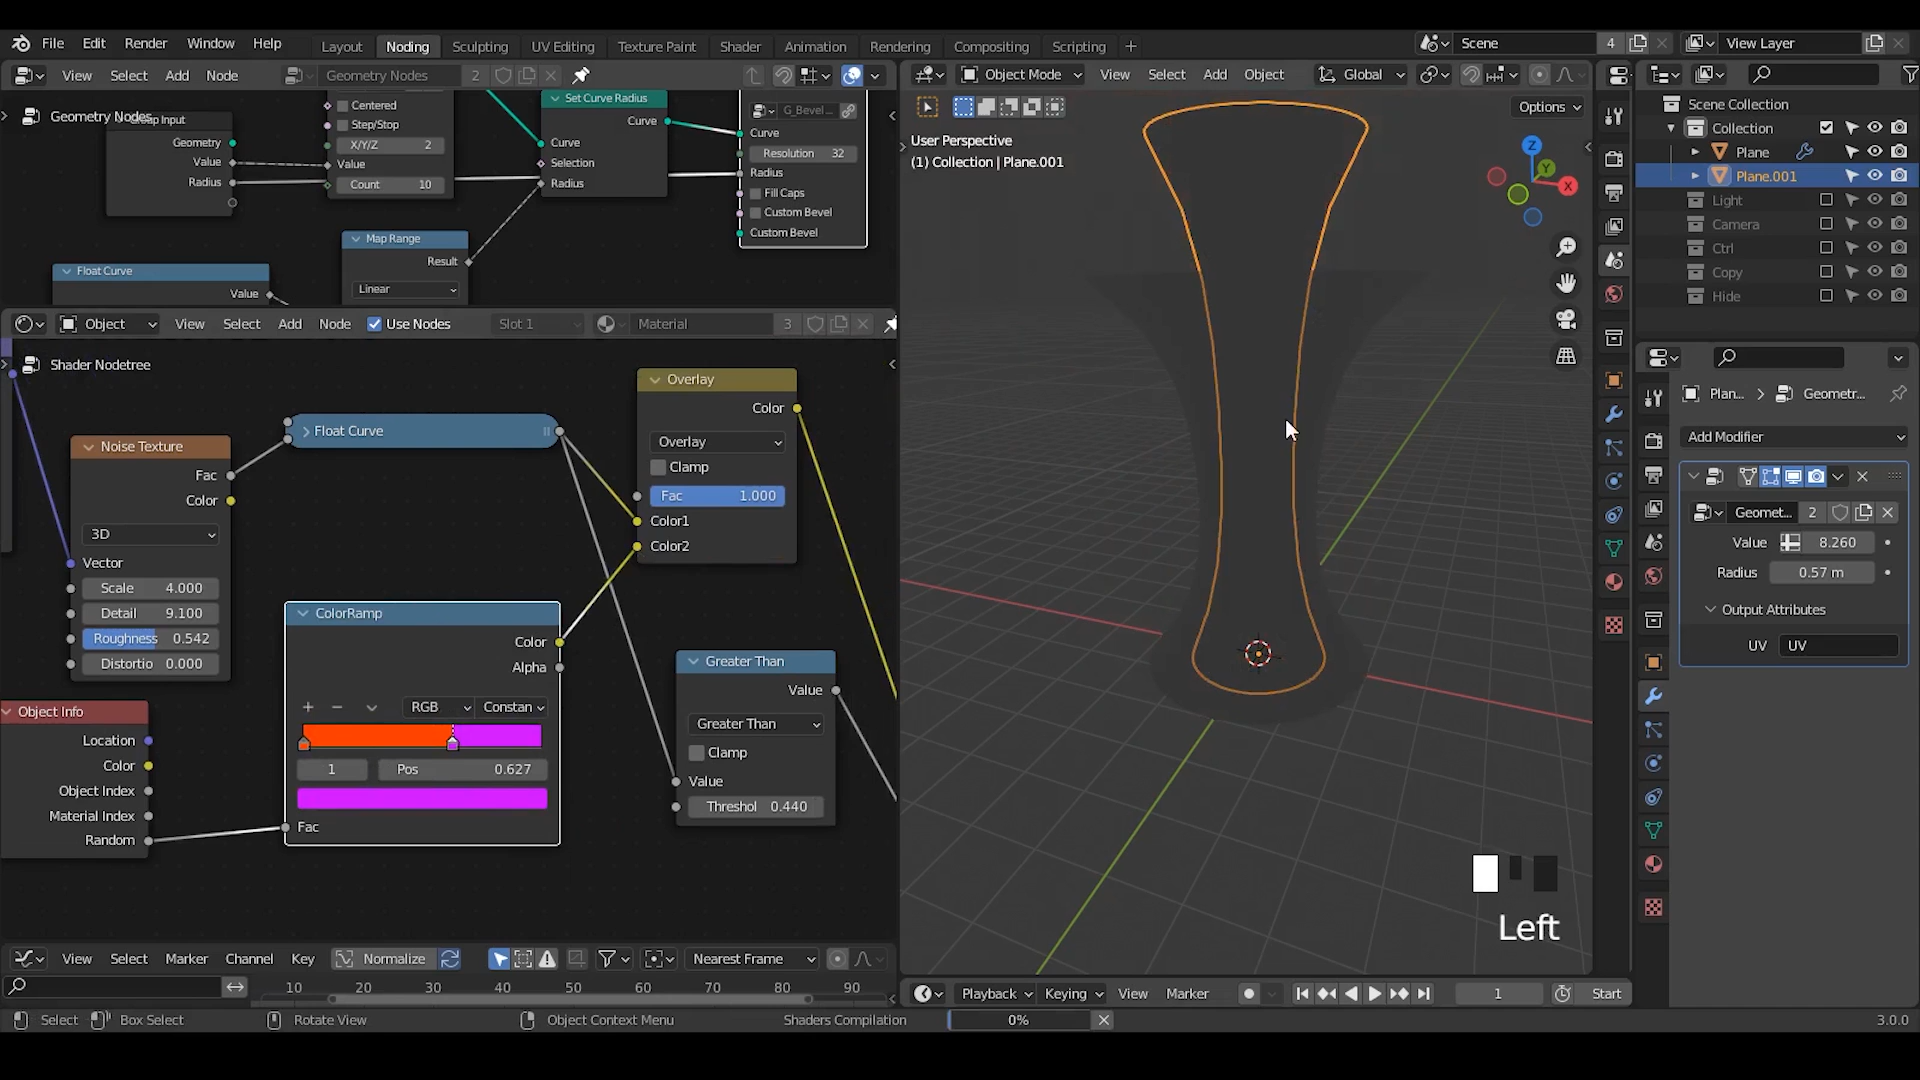 File Edit Render Window Help Layout Noding Sculpting UV Editing Texture Paint Shader Animation Rendering Compositing Scripting + Scene 4 View Layer
View Select Add Node Geometry Nodes 2
Object Mode View Select Add Object Global
Options
User Perspective
(1) Collection | Plane.001
Geometry Nodes
Geometry
Value
Radius
Centered
Step/Stop
X/Y/Z 2
Value
Count 10
Set Curve Radius
Curve
Curve
Selection
Radius
G_Bevel...
Curve
Resolution 32
Radius
Fill Caps
Custom Bevel
Custom Bevel
Map Range
Result
Linear
Float Curve
Value
Object View Select Add Node Use Nodes Slot 1 Material 3
Shader Nodetree
Noise Texture
Fac
Color
3D
Vector
Scale 4.000
Detail 9.100
Roughness 0.542
Distortio 0.000
Object Info
Location
Color
Object Index
Material Index
Random
Float Curve
ColorRamp
Color
Alpha
+ − RGB Constan
1 Pos 0.627
Fac
Overlay
Color
Overlay
Clamp
Fac 1.000
Color1
Color2
Greater Than
Value
Greater Than
Clamp
Value
Threshol 0.440
Z
Y
X
Left
Scene Collection
Collection
Plane
Plane.001
Light
Camera
Ctrl
Copy
Hide
Plan... > Geometr...
Add Modifier
Geomet... 2
Value 8.260
Radius 0.57 m
Output Attributes
UV UV
View Select Marker Channel Key Normalize Nearest Frame
10 20 30 40 50 60 70 80 90
Playback Keying View Marker 1 Start
Select Box Select Rotate View Object Context Menu Shaders Compilation 0% 3.0.0